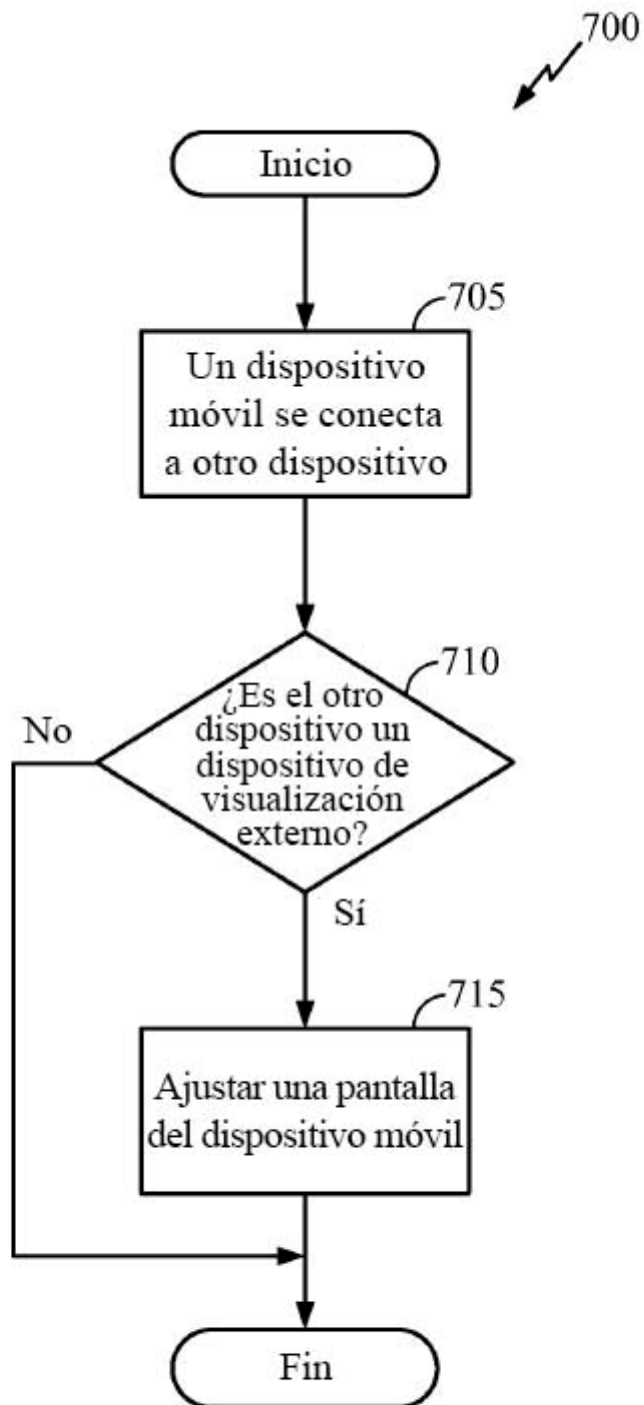 700
Inicio
705
Un dispositivo
móvil se conecta
a otro dispositivo
710
¿Es el otro
dispositivo un
dispositivo de
visualización
externo?
No
Sí
715
Ajustar una pantalla
del dispositivo móvil
Fin